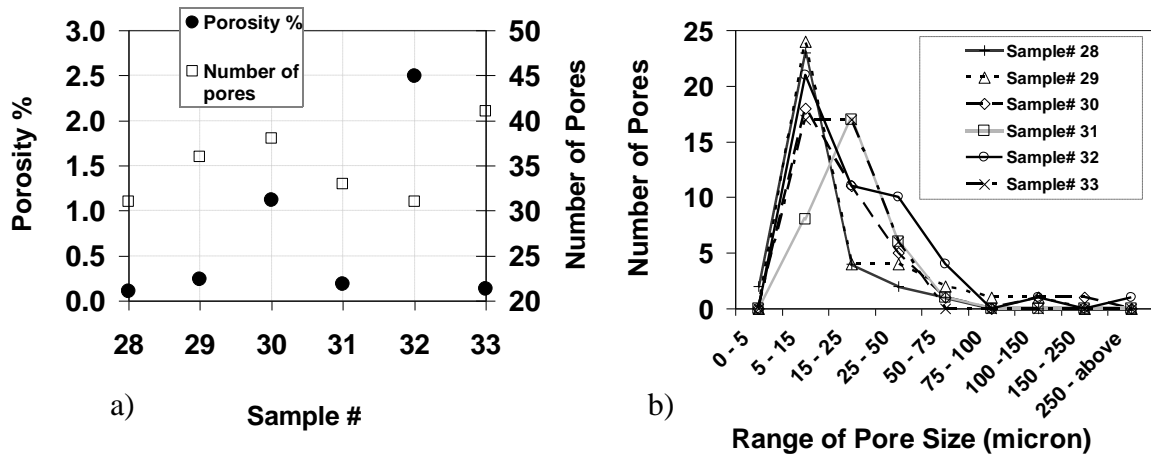 3.0
2.5
2.0
1.5
1.0
0.5
0.0
Porosity %
Porosity %
Number of
pores
50
45
40
35
30
25
20
Number of Pores
28 29 30 31 32 33
Sample #
a)
25
20
15
10
5
0
Number of Pores
Sample# 28
Sample# 29
Sample# 30
Sample# 31
Sample# 32
Sample# 33
0 - 5
5 - 15
15 - 25
25 - 50
50 - 75
75 - 100
100 -150
150 - 250
250 - above
b)
Range of Pore Size (micron)